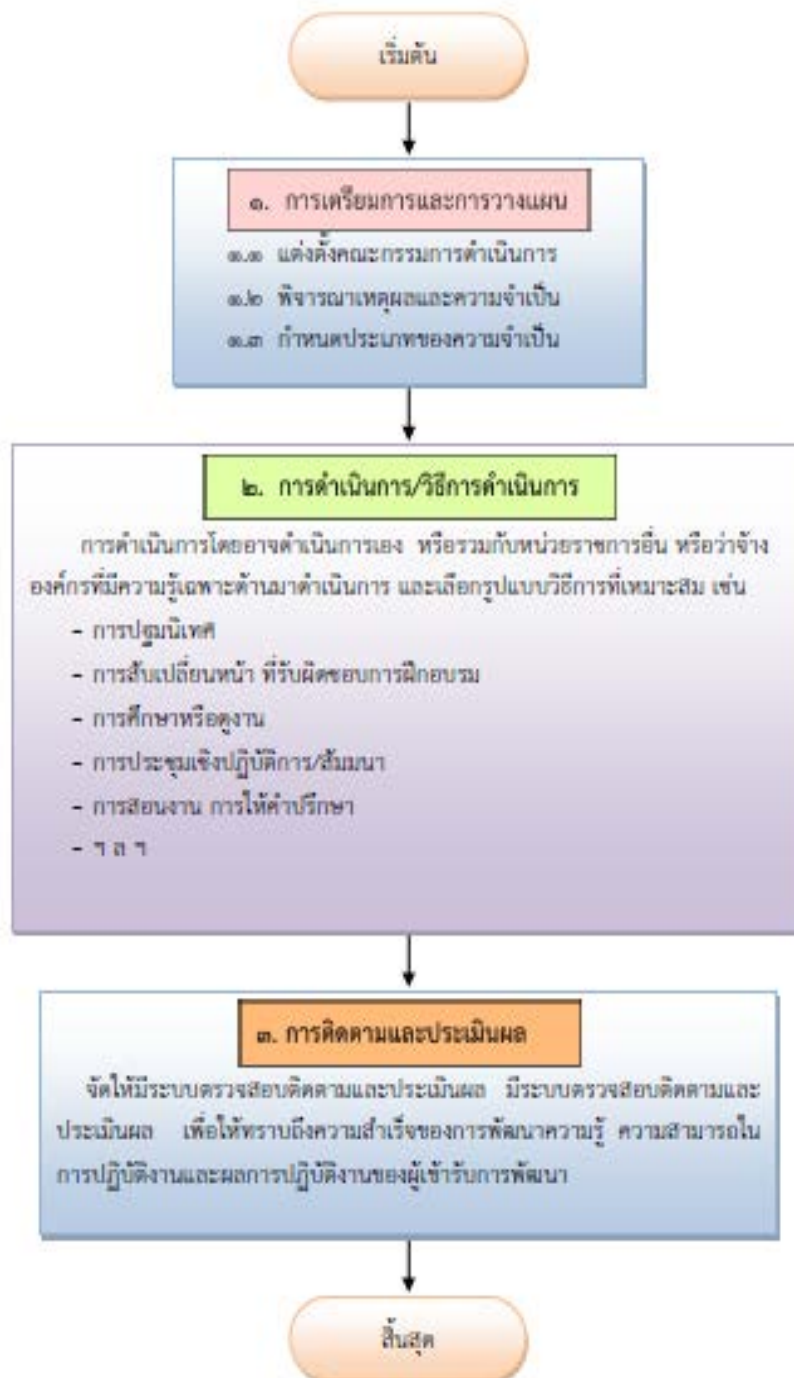 เริ่มต้น
๑. การเตรียมการและการวางแผน
๑.๑ แต่งตั้งคณะกรรมการดำเนินการ
๑.๒ พิจารณาเหตุผลและความจำเป็น
๑.๓ กำหนดประเภทของความจำเป็น
๒. การดำเนินการ/วิธีการดำเนินการ
การดำเนินการโดยอาจดำเนินการเอง หรือรวมกับหน่วยราชการอื่น หรือว่าจ้าง
องค์กรที่มีความรู้เฉพาะด้านมาดำเนินการ และเลือกรูปแบบวิธีการที่เหมาะสม เช่น
- การปฐมนิเทศ
- การสับเปลี่ยนหน้า ที่รับผิดชอบการฝึกอบรม
- การศึกษาหรือดูงาน
- การประชุมเชิงปฏิบัติการ/สัมมนา
- การสอนงาน การให้คำปรึกษา
- ฯ ล ฯ
๓. การติดตามและประเมินผล
จัดให้มีระบบตรวจสอบติดตามและประเมินผล มีระบบตรวจสอบติดตามและ
ประเมินผล เพื่อให้ทราบถึงความสำเร็จของการพัฒนาความรู้ ความสามารถใน
การปฏิบัติงานและผลการปฏิบัติงานของผู้เข้ารับการพัฒนา
สิ้นสุด